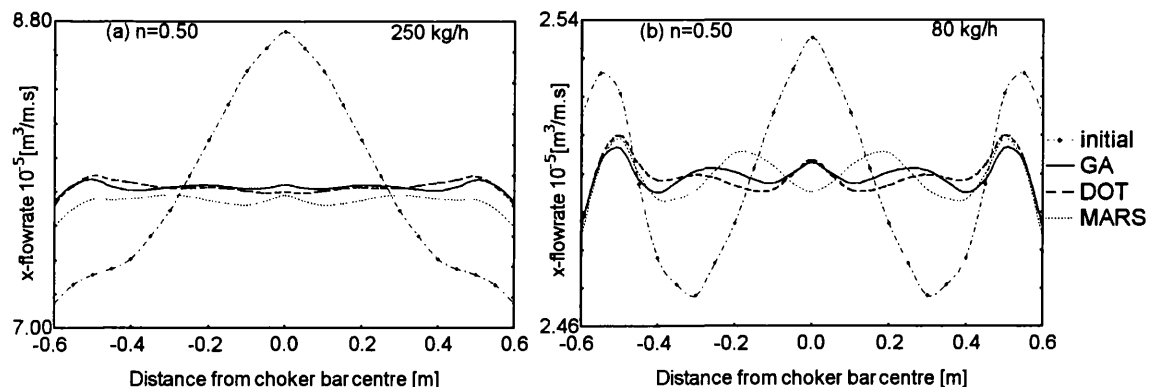 8.80
(a) n=0.50
250 kg/h
x-flowrate 10⁻⁵[m³/m.s]
7.00
-0.6 -0.4 -0.2 0.0 0.2 0.4 0.6
Distance from choker bar centre [m]
2.54
(b) n=0.50
80 kg/h
x-flowrate 10⁻⁵[m³/m.s]
2.46
-0.6 -0.4 -0.2 0.0 0.2 0.4 0.6
Distance from choker bar centre [m]
initial
GA
DOT
MARS